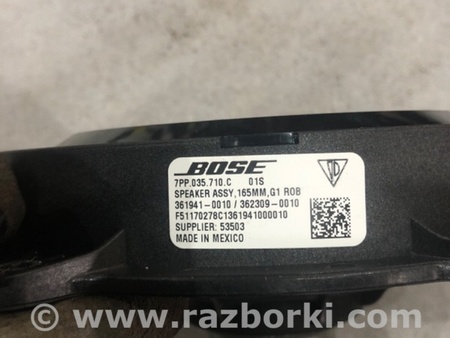 BOSE
7PP.035.710.C 01S
SPEAKER ASSY,165MM,G1 ROB
361941-0010 / 362309-0010
F51170278C1361941000010
SUPPLIER: 53503
MADE IN MEXICO
www.razborki.com